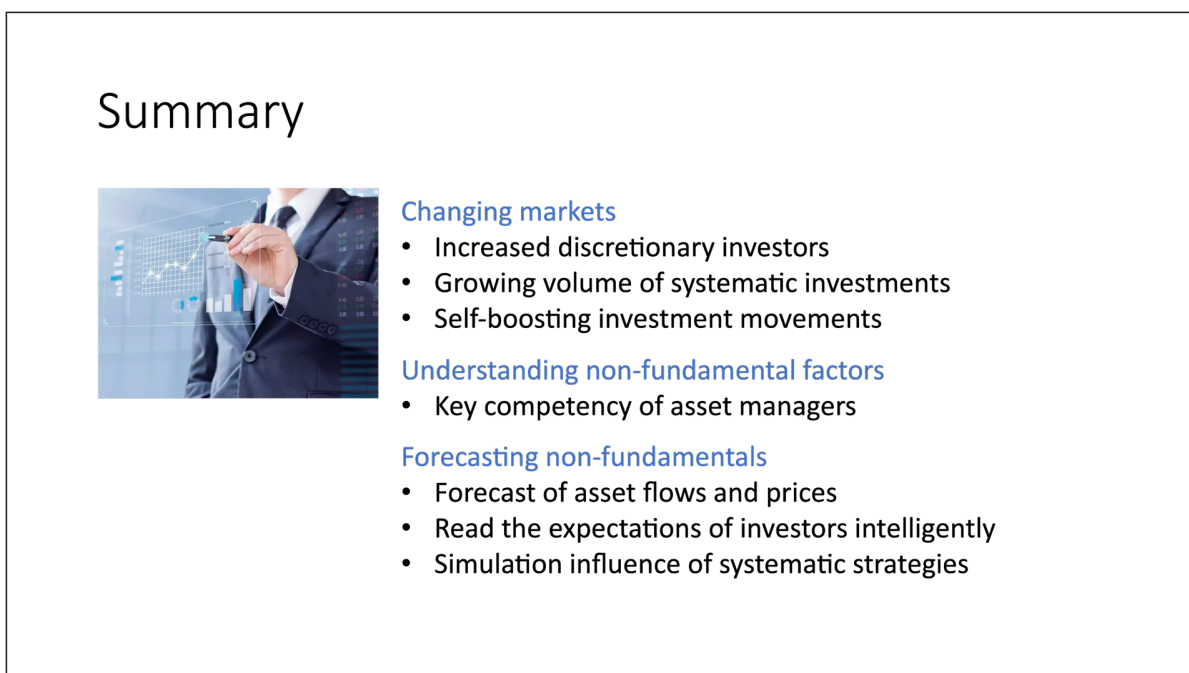 Summary
Changing markets
• Increased discretionary investors
• Growing volume of systematic investments
• Self-boosting investment movements
Understanding non-fundamental factors
• Key competency of asset managers
Forecasting non-fundamentals
• Forecast of asset flows and prices
• Read the expectations of investors intelligently
• Simulation influence of systematic strategies